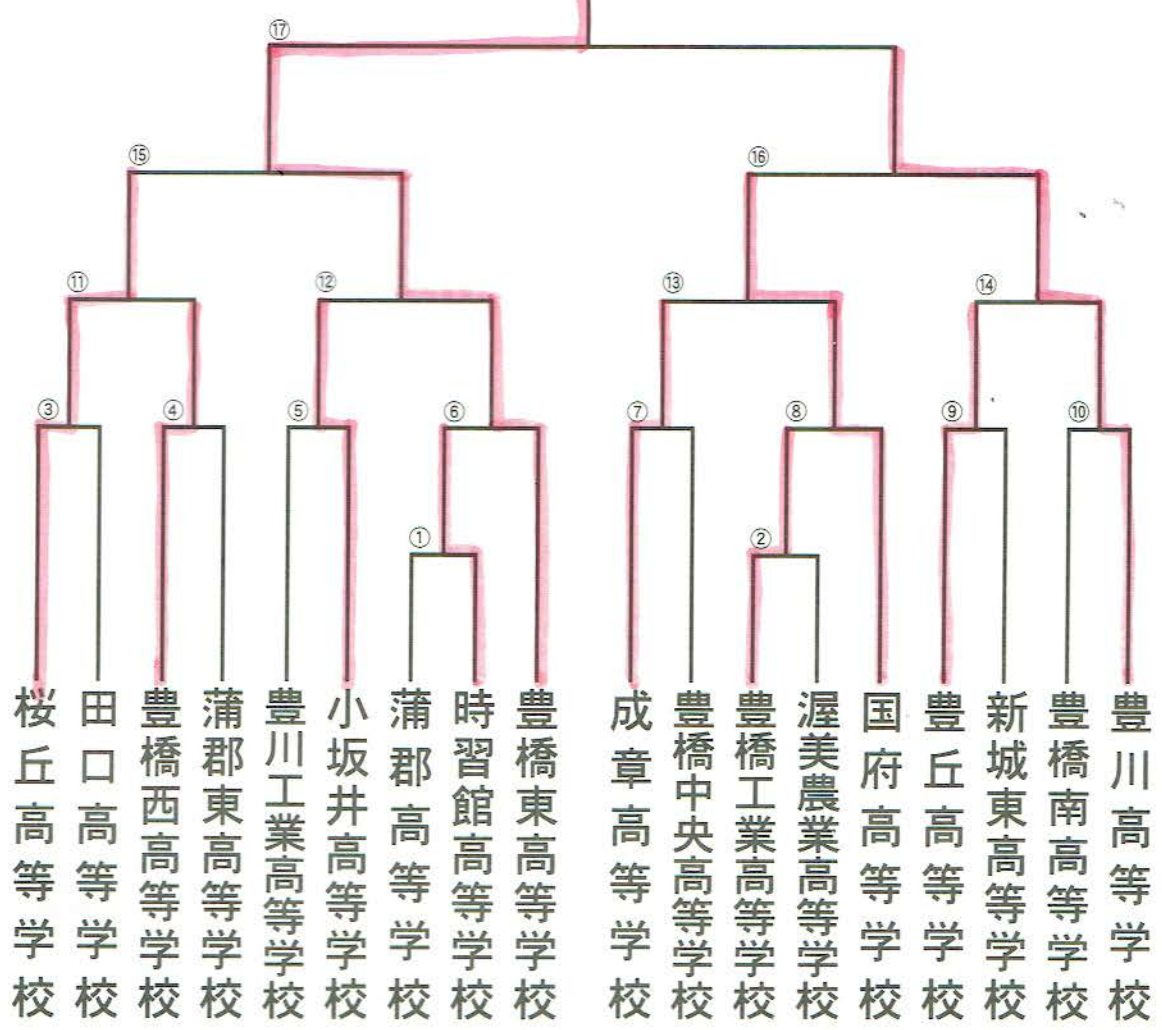 ⑰
⑮
⑯
⑪
⑫
⑬
⑭
③
④
⑤
⑥
⑦
⑧
⑨
⑩
①
②
桜丘高等学校
田口高等学校
豊橋西高等学校
蒲郡東高等学校
豊川工業高等学校
小坂井高等学校
蒲郡高等学校
時習館高等学校
豊橋東高等学校
成章高等学校
豊橋中央高等学校
豊橋工業高等学校
渥美農業高等学校
国府高等学校
豊丘高等学校
新城東高等学校
豊橋南高等学校
豊川高等学校